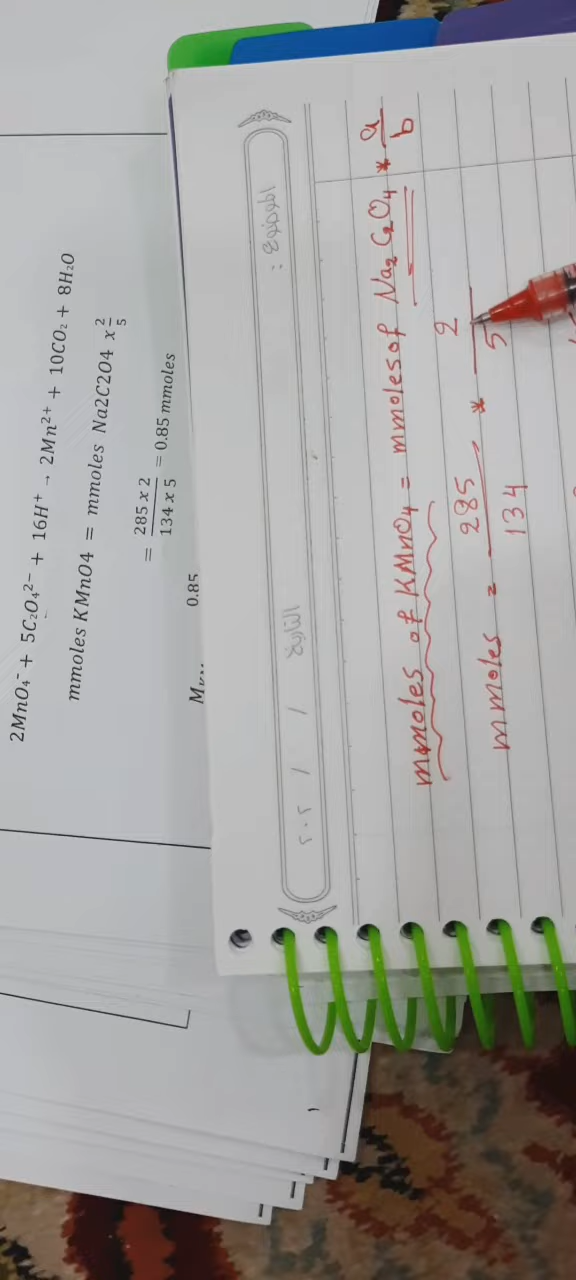 2MnO₄⁻ + 5C₂O₄²⁻ + 16H⁺ → 2Mn²⁺ + 10CO₂ + 8H₂O
mmoles KMnO4 = mmoles Na2C2O4 x 2/5
= 285 x 2 / 134 x 5 = 0.85 mmoles
0.85
الموضوع :
التاريخ / / ٢٠٢
mmoles of KMnO₄ = mmoles of Na₂C₂O₄ * a/b
mmoles = 285/134 * 2/5